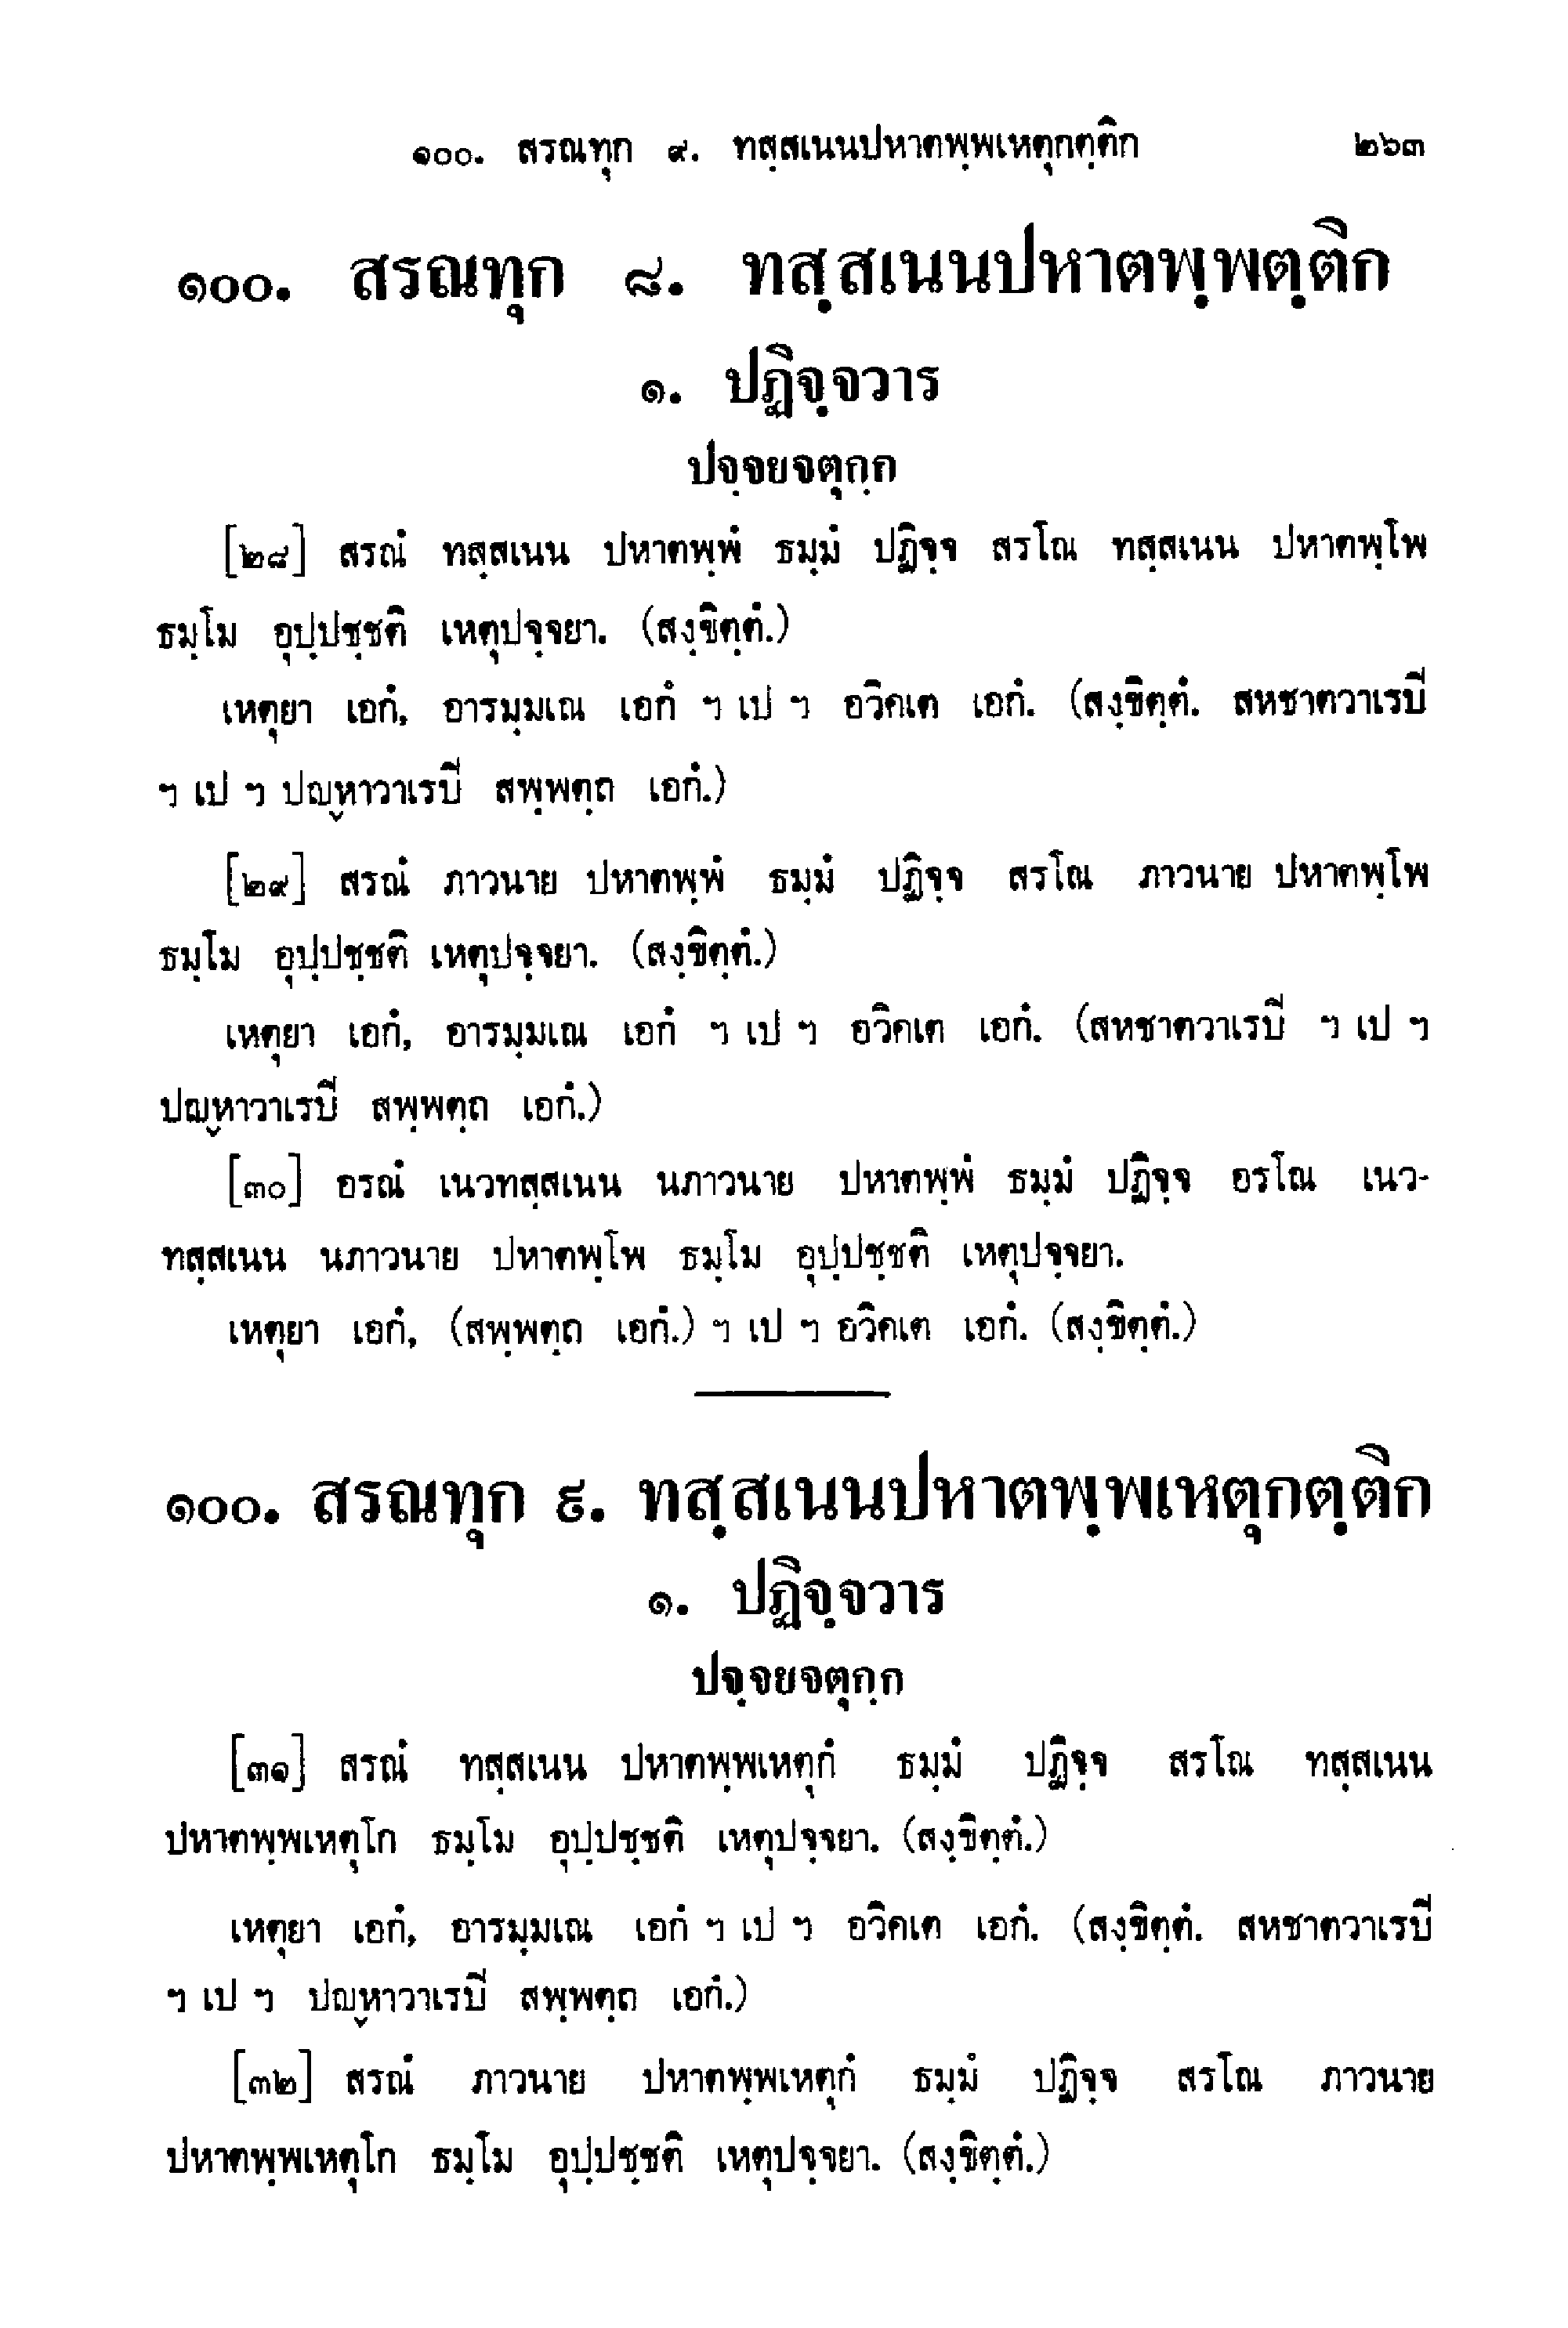 ๑๐๐. สรณทุก ๙. ทสฺสเนนปหาตพฺพเหตุกตฺติก ๒๖๓
๑๐๐. สรณทุก ๘. ทสฺสเนนปหาตพฺพตฺติก
๑. ปฏิจฺจวาร
ปจฺจยจตุกฺก
[๒๘] สรณํ ทสฺสเนน ปหาตพฺพํ ธมฺมํ ปฏิจฺจ สรโณ ทสฺสเนน ปหาตพฺโพ
ธมฺโม อุปฺปชฺชติ เหตุปจฺจยา. (สงฺขิตฺตํ.)
เหตุยา เอกํ, อารมฺมเณ เอกํ ฯ เป ฯ อวิคเต เอกํ. (สงฺขิตฺตํ. สหชาตวาเรปิ
ฯ เป ฯ ปญฺหาวาเรปิ สพฺพตฺถ เอกํ.)
[๒๙] สรณํ ภาวนาย ปหาตพฺพํ ธมฺมํ ปฏิจฺจ สรโณ ภาวนาย ปหาตพฺโพ
ธมฺโม อุปฺปชฺชติ เหตุปจฺจยา. (สงฺขิตฺตํ.)
เหตุยา เอกํ, อารมฺมเณ เอกํ ฯ เป ฯ อวิคเต เอกํ. (สหชาตวาเรปิ ฯ เป ฯ
ปญฺหาวาเรปิ สพฺพตฺถ เอกํ.)
[๓๐] อรณํ เนวทสฺสเนน นภาวนาย ปหาตพฺพํ ธมฺมํ ปฏิจฺจ อรโณ เนว-
ทสฺสเนน นภาวนาย ปหาตพฺโพ ธมฺโม อุปฺปชฺชติ เหตุปจฺจยา.
เหตุยา เอกํ, (สพฺพตฺถ เอกํ.) ฯ เป ฯ อวิคเต เอกํ. (สงฺขิตฺตํ.)
๑๐๐. สรณทุก ๙. ทสฺสเนนปหาตพฺพเหตุกตฺติก
๑. ปฏิจฺจวาร
ปจฺจยจตุกฺก
[๓๑] สรณํ ทสฺสเนน ปหาตพฺพเหตุกํ ธมฺมํ ปฏิจฺจ สรโณ ทสฺสเนน
ปหาตพฺพเหตุโก ธมฺโม อุปฺปชฺชติ เหตุปจฺจยา. (สงฺขิตฺตํ.)
เหตุยา เอกํ, อารมฺมเณ เอกํ ฯ เป ฯ อวิคเต เอกํ. (สงฺขิตฺตํ. สหชาตวาเรปิ
ฯ เป ฯ ปญฺหาวาเรปิ สพฺพตฺถ เอกํ.)
[๓๒] สรณํ ภาวนาย ปหาตพฺพเหตุกํ ธมฺมํ ปฏิจฺจ สรโณ ภาวนาย
ปหาตพฺพเหตุโก ธมฺโม อุปฺปชฺชติ เหตุปจฺจยา. (สงฺขิตฺตํ.)